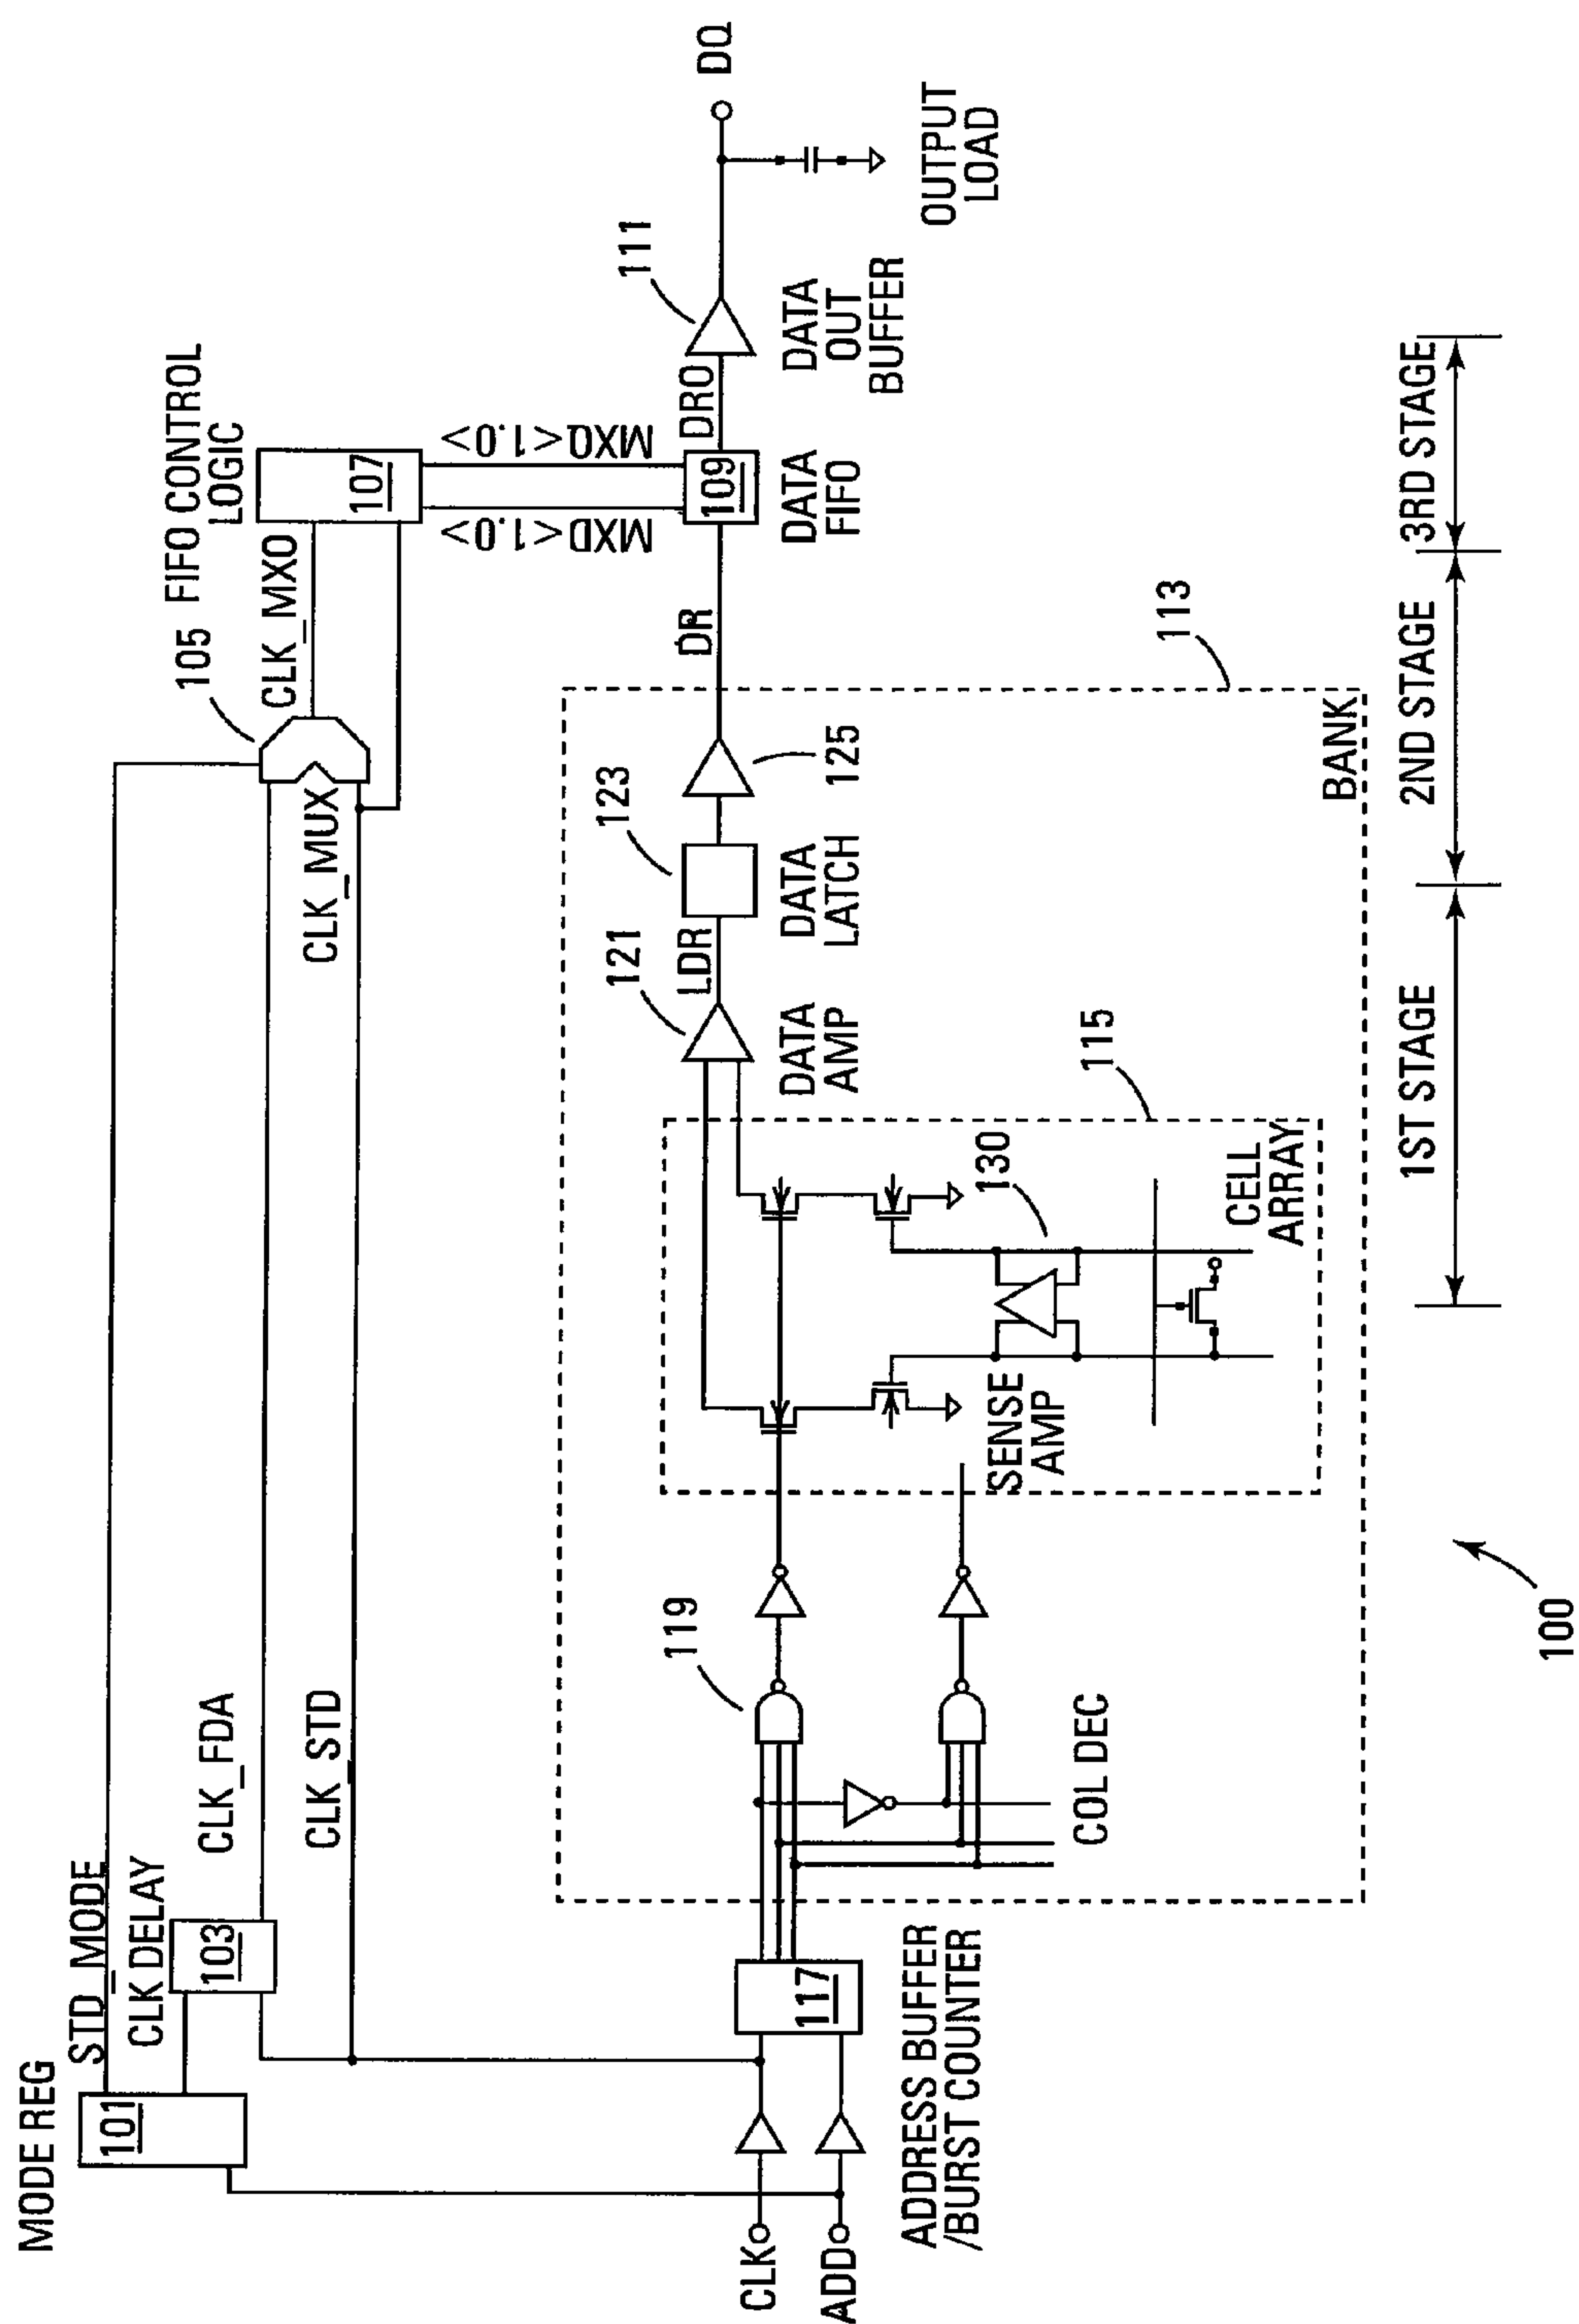 MODE REG
101
STD_MODE
CLK DELAY
103
CLK_FDA
CLK_STD
CLK_MUX
105
CLK_MXO
FIFO CONTROL
LOGIC
107
MXD<1.0>
MXQ<1.0>
CLK
ADD
117
ADDRESS BUFFER
/BURST COUNTER
119
COL DEC
SENSE
AMP
130
CELL
ARRAY
115
121
DATA
AMP
LDR
123
DATA
LATCH
125
BANK
113
DR
109
DATA
FIFO
DRO
111
DATA
OUT
BUFFER
DQ
OUTPUT
LOAD
1ST STAGE
2ND STAGE
3RD STAGE
100